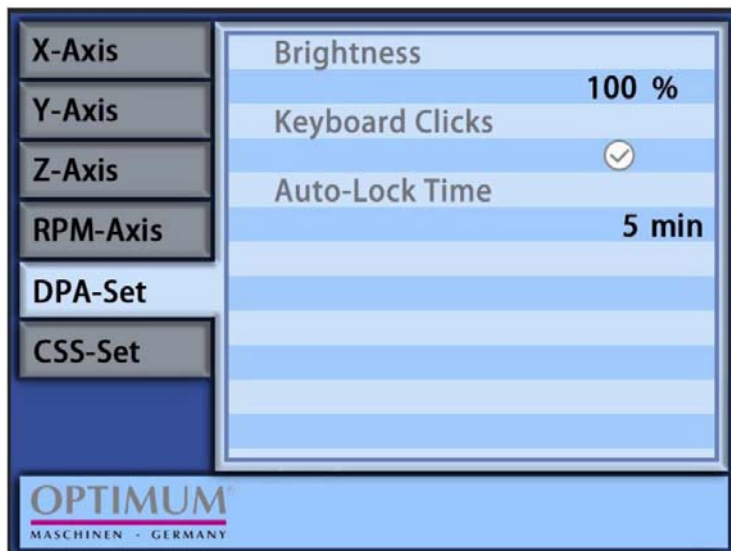 X-Axis
Y-Axis
Z-Axis
RPM-Axis
DPA-Set
CSS-Set
Brightness
100 %
Keyboard Clicks
Auto-Lock Time
5 min
OPTIMUM®
MASCHINEN - GERMANY